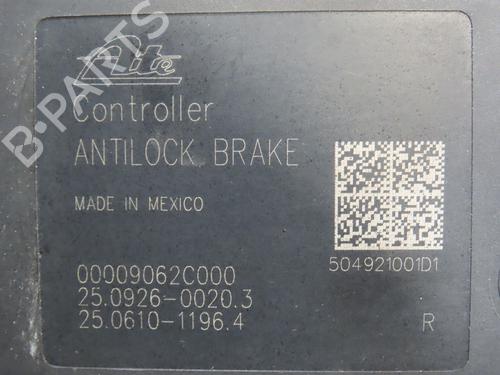 Ate
Controller
ANTILOCK BRAKE
MADE IN MEXICO
504921001D1
00009062C000
25.0926-0020.3
25.0610-1196.4
R
B-PARTS